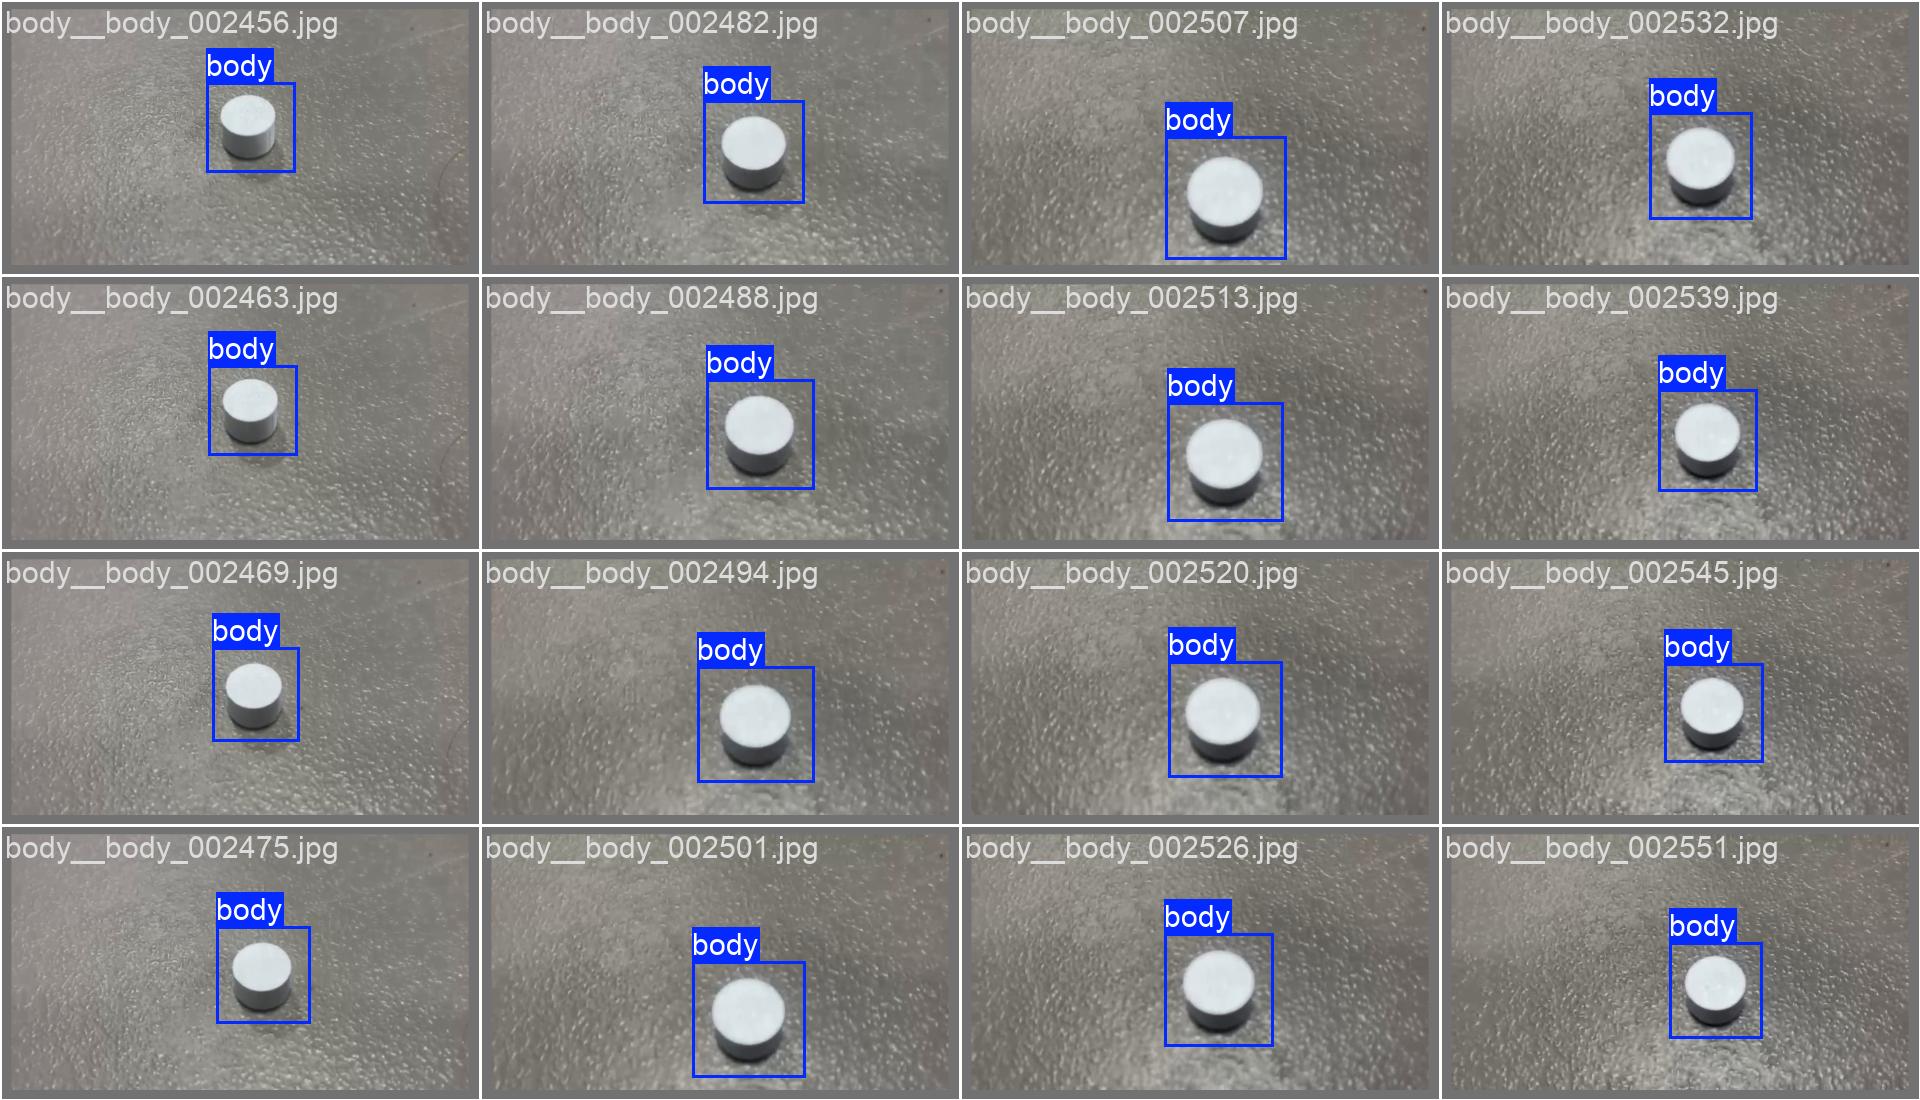 body__body_002456.jpg
body
body__body_002482.jpg
body
body__body_002507.jpg
body
body__body_002532.jpg
body
body__body_002463.jpg
body
body__body_002488.jpg
body
body__body_002513.jpg
body
body__body_002539.jpg
body
body__body_002469.jpg
body
body__body_002494.jpg
body
body__body_002520.jpg
body
body__body_002545.jpg
body
body__body_002475.jpg
body
body__body_002501.jpg
body
body__body_002526.jpg
body
body__body_002551.jpg
body